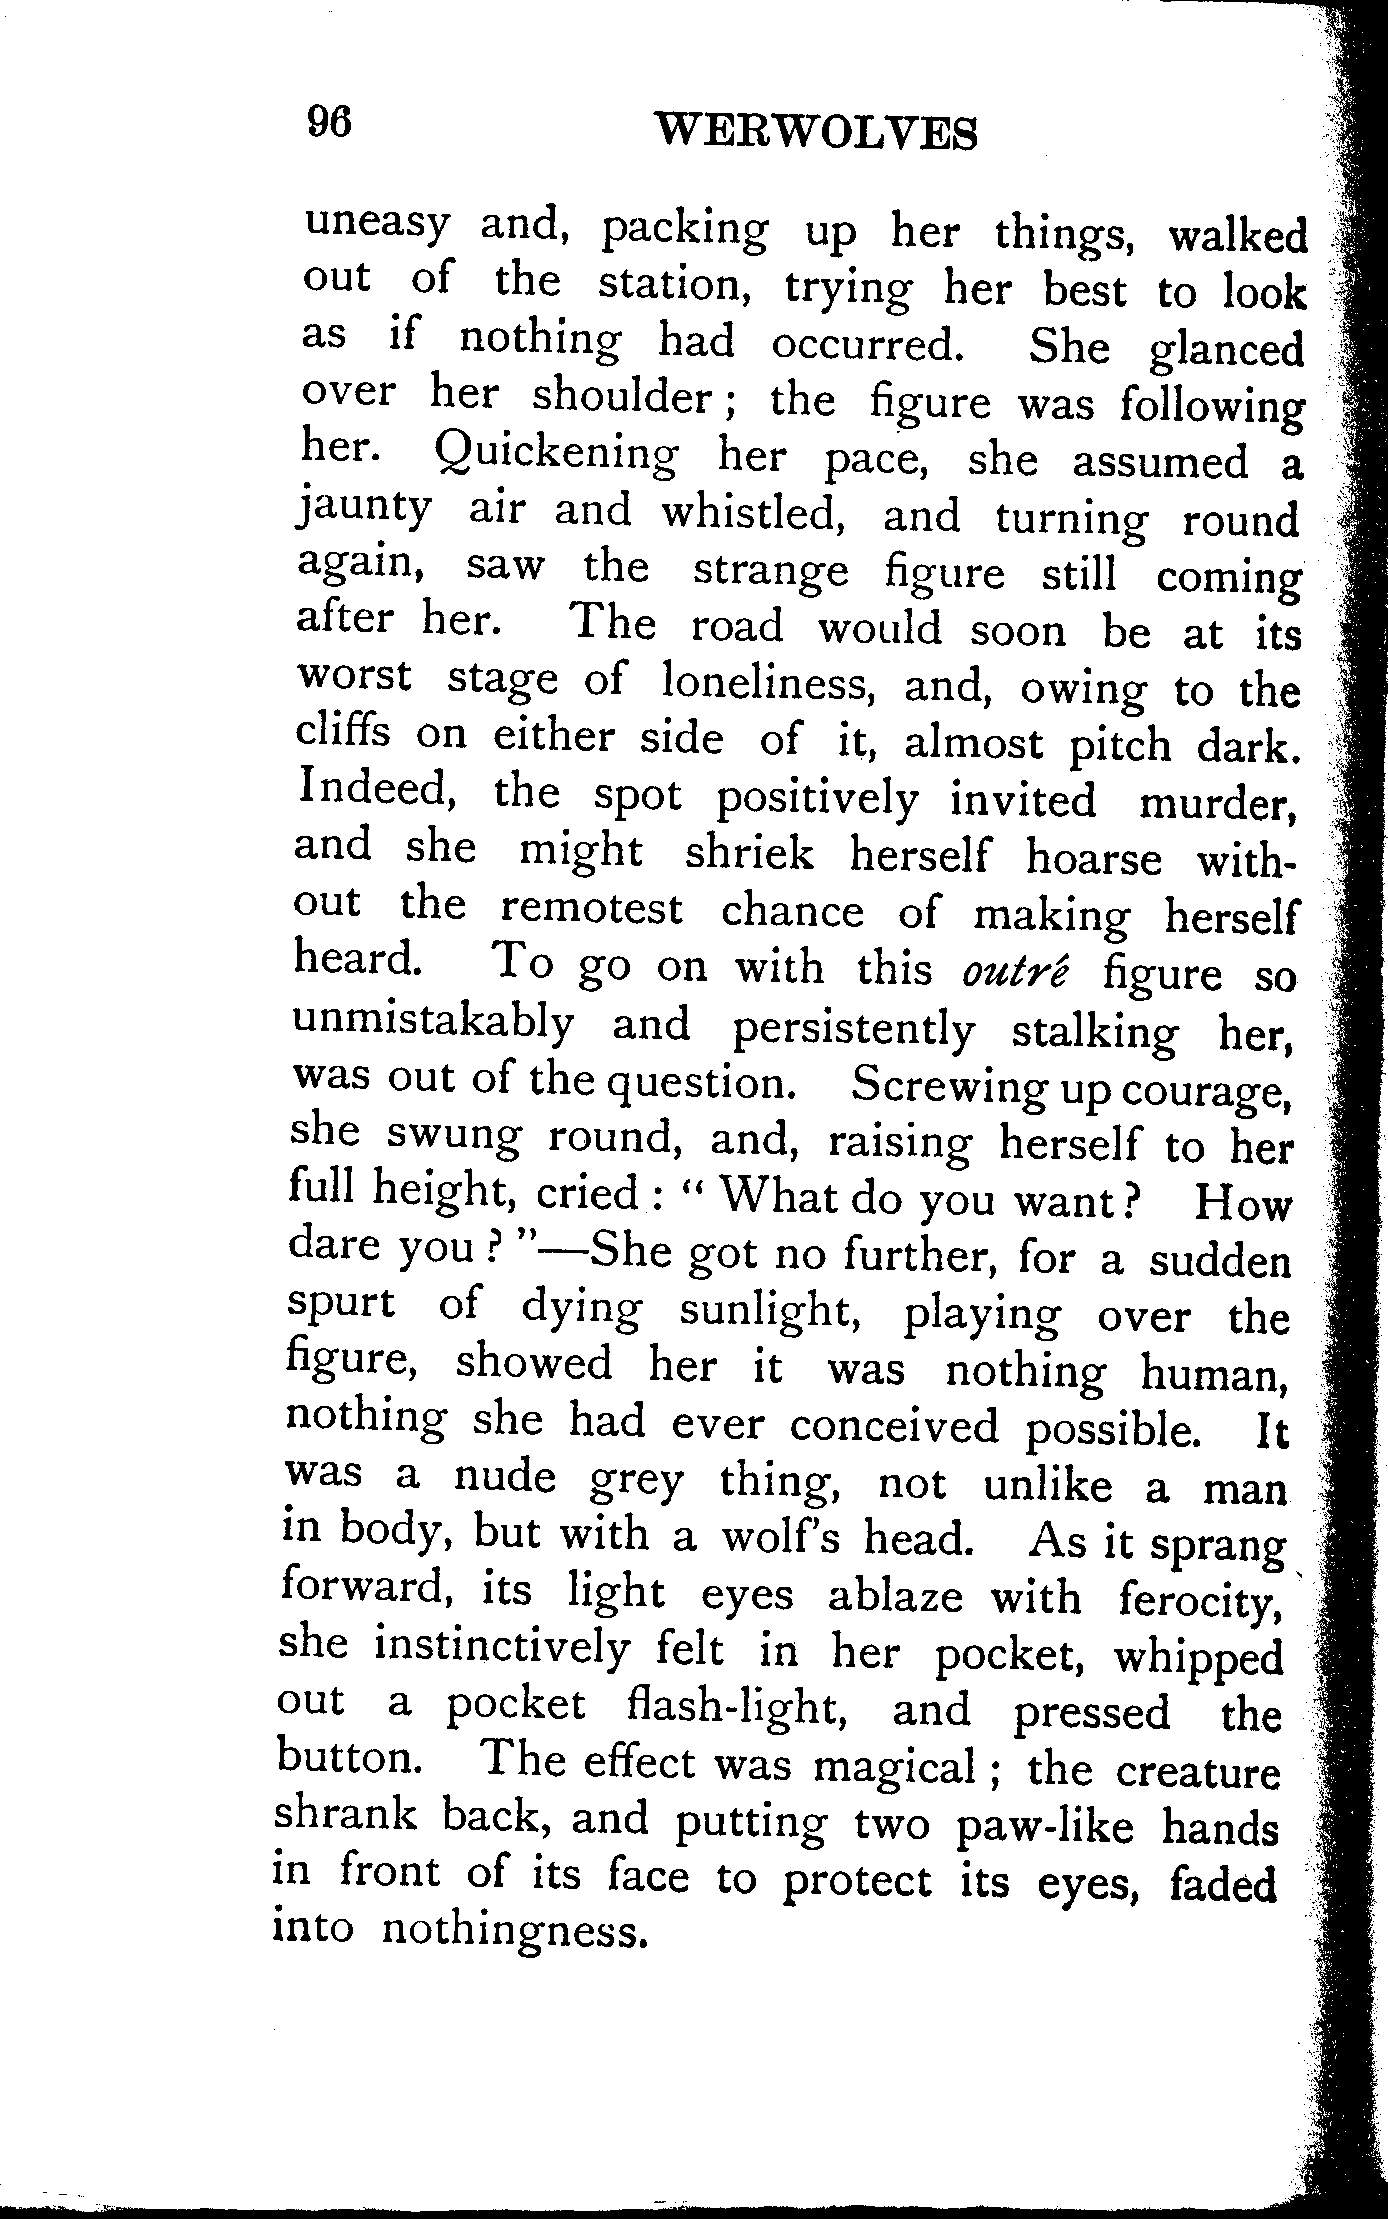 96 WERWOLVES
uneasy and, packing up her things, walked
out of the station, trying her best to look
as if nothing had occurred. She glanced
over her shoulder ; the figure was following
her. Quickening her pace, she assumed a
jaunty air and whistled, and turning round
again, saw the strange figure still coming
after her. The road would soon be at its
worst stage of loneliness, and, owing to the
cliffs on either side of it, almost pitch dark.
Indeed, the spot positively invited murder,
and she might shriek herself hoarse with-
out the remotest chance of making herself
heard. To go on with this outré figure so
unmistakably and persistently stalking her,
was out of the question. Screwing up courage,
she swung round, and, raising herself to her
full height, cried : “ What do you want ? How
dare you ? ”—She got no further, for a sudden
spurt of dying sunlight, playing over the
figure, showed her it was nothing human,
nothing she had ever conceived possible. It
was a nude grey thing, not unlike a man
in body, but with a wolf’s head. As it sprang
forward, its light eyes ablaze with ferocity,
she instinctively felt in her pocket, whipped
out a pocket flash-light, and pressed the
button. The effect was magical ; the creature
shrank back, and putting two paw-like hands
in front of its face to protect its eyes, faded
into nothingness.